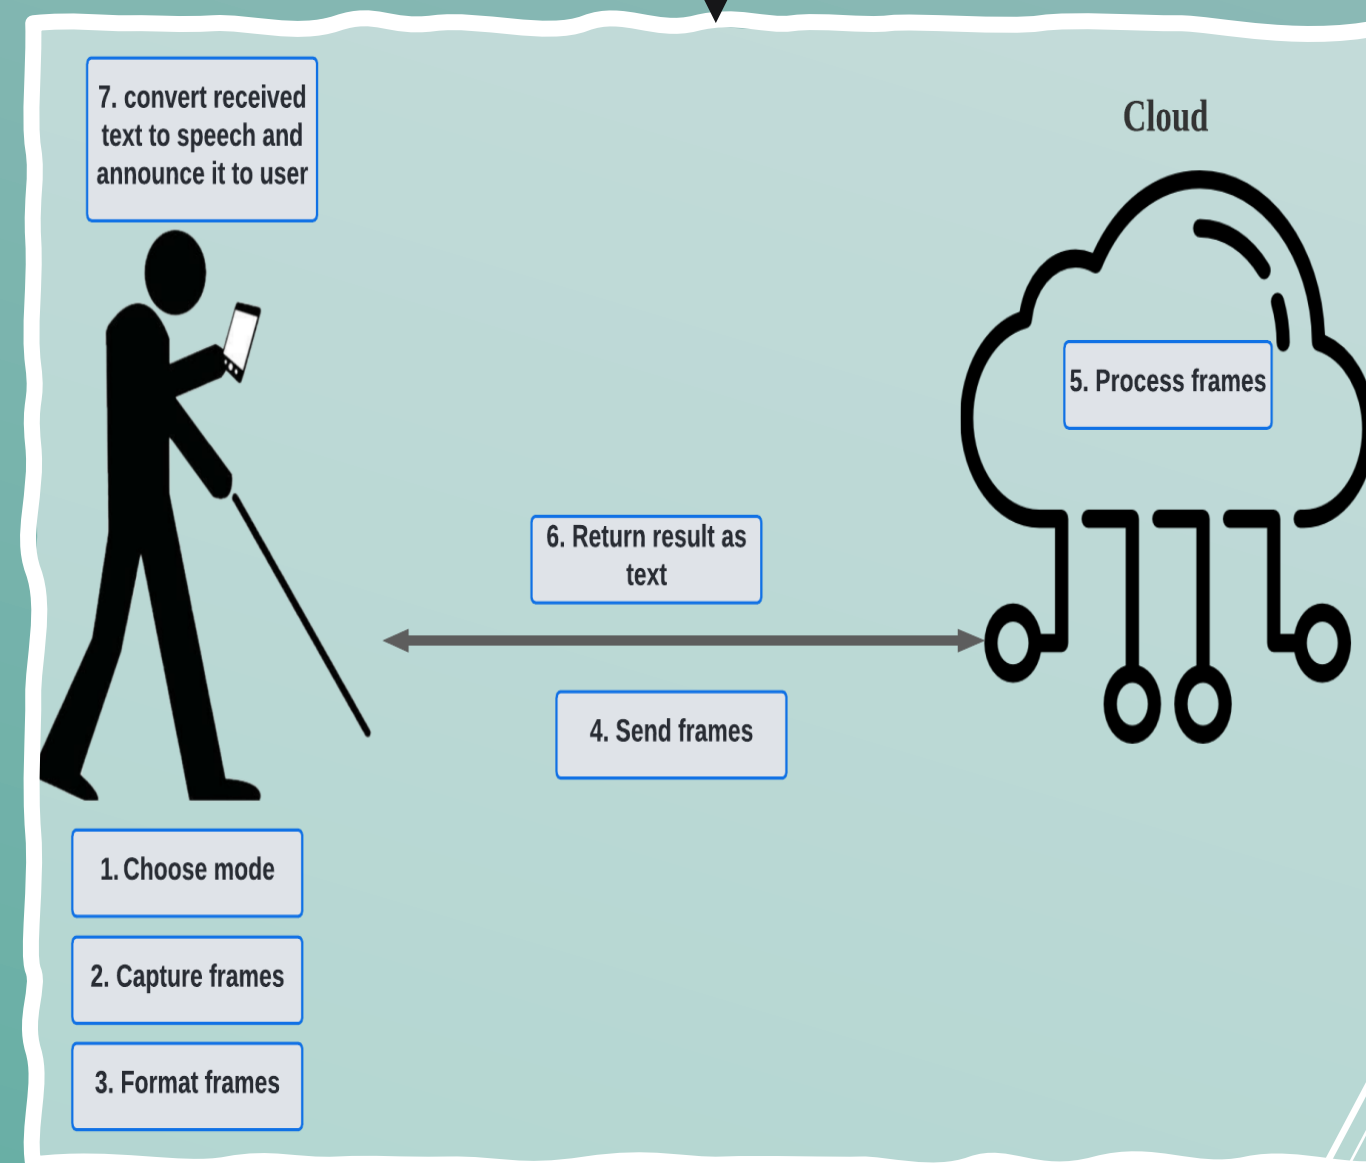 7. convert received
text to speech and
announce it to user
Cloud
5. Process frames
6. Return result as
text
4. Send frames
1. Choose mode
2. Capture frames
3. Format frames